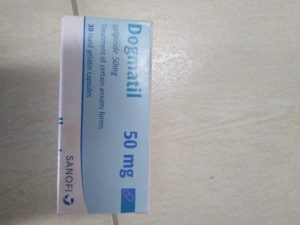 Dogmatil 50 mg
sulpiride 50mg
Treatment of certain anxiety forms
30 Hard gelatin capsules
SANOFI